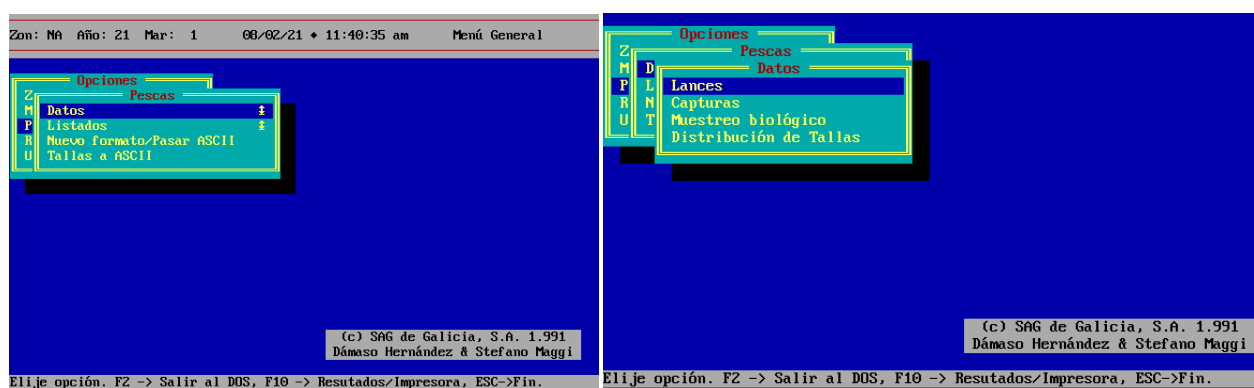 Zon: NA Año: 21 Mar: 1 08/02/21 ♦ 11:40:35 am Menú General
Opciones
Z Pescas
M Datos ↨
P Listados ↨
R Nuevo formato/Pasar ASCII
U Tallas a ASCII
(c) SAG de Galicia, S.A. 1.991
Dámaso Hernández & Stefano Maggi
Elije opción. F2 -> Salir al DOS, F10 -> Resutados/Impresora, ESC->Fin.
Opciones
Z Pescas
M D Datos
P L Lances
R N Capturas
U T Muestreo biológico
Distribución de Tallas
(c) SAG de Galicia, S.A. 1.991
Dámaso Hernández & Stefano Maggi
Elije opción. F2 -> Salir al DOS, F10 -> Resutados/Impresora, ESC->Fin.